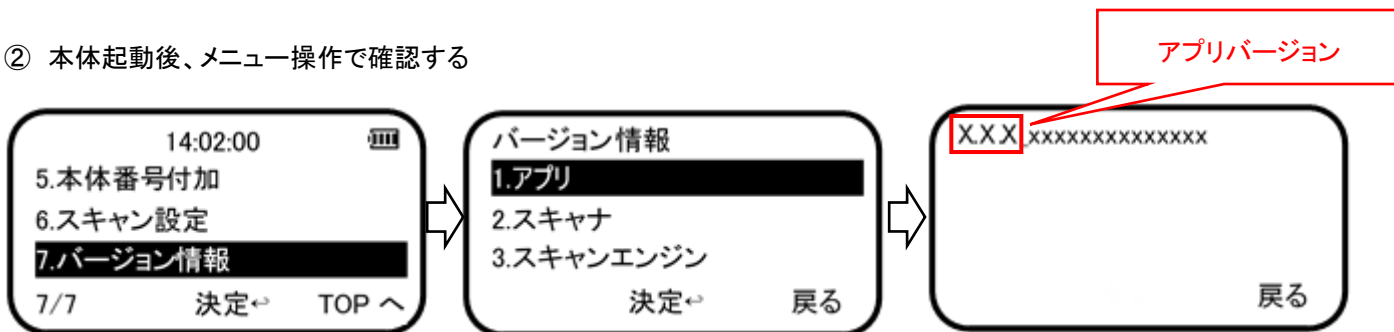 ② 本体起動後、メニュー操作で確認する
アプリバージョン
14:02:00
5.本体番号付加
6.スキャン設定
7.バージョン情報
7/7 決定↩ TOP へ
バージョン情報
1.アプリ
2.スキャナ
3.スキャンエンジン
決定↩ 戻る
X.X.X_xxxxxxxxxxxxxx
戻る